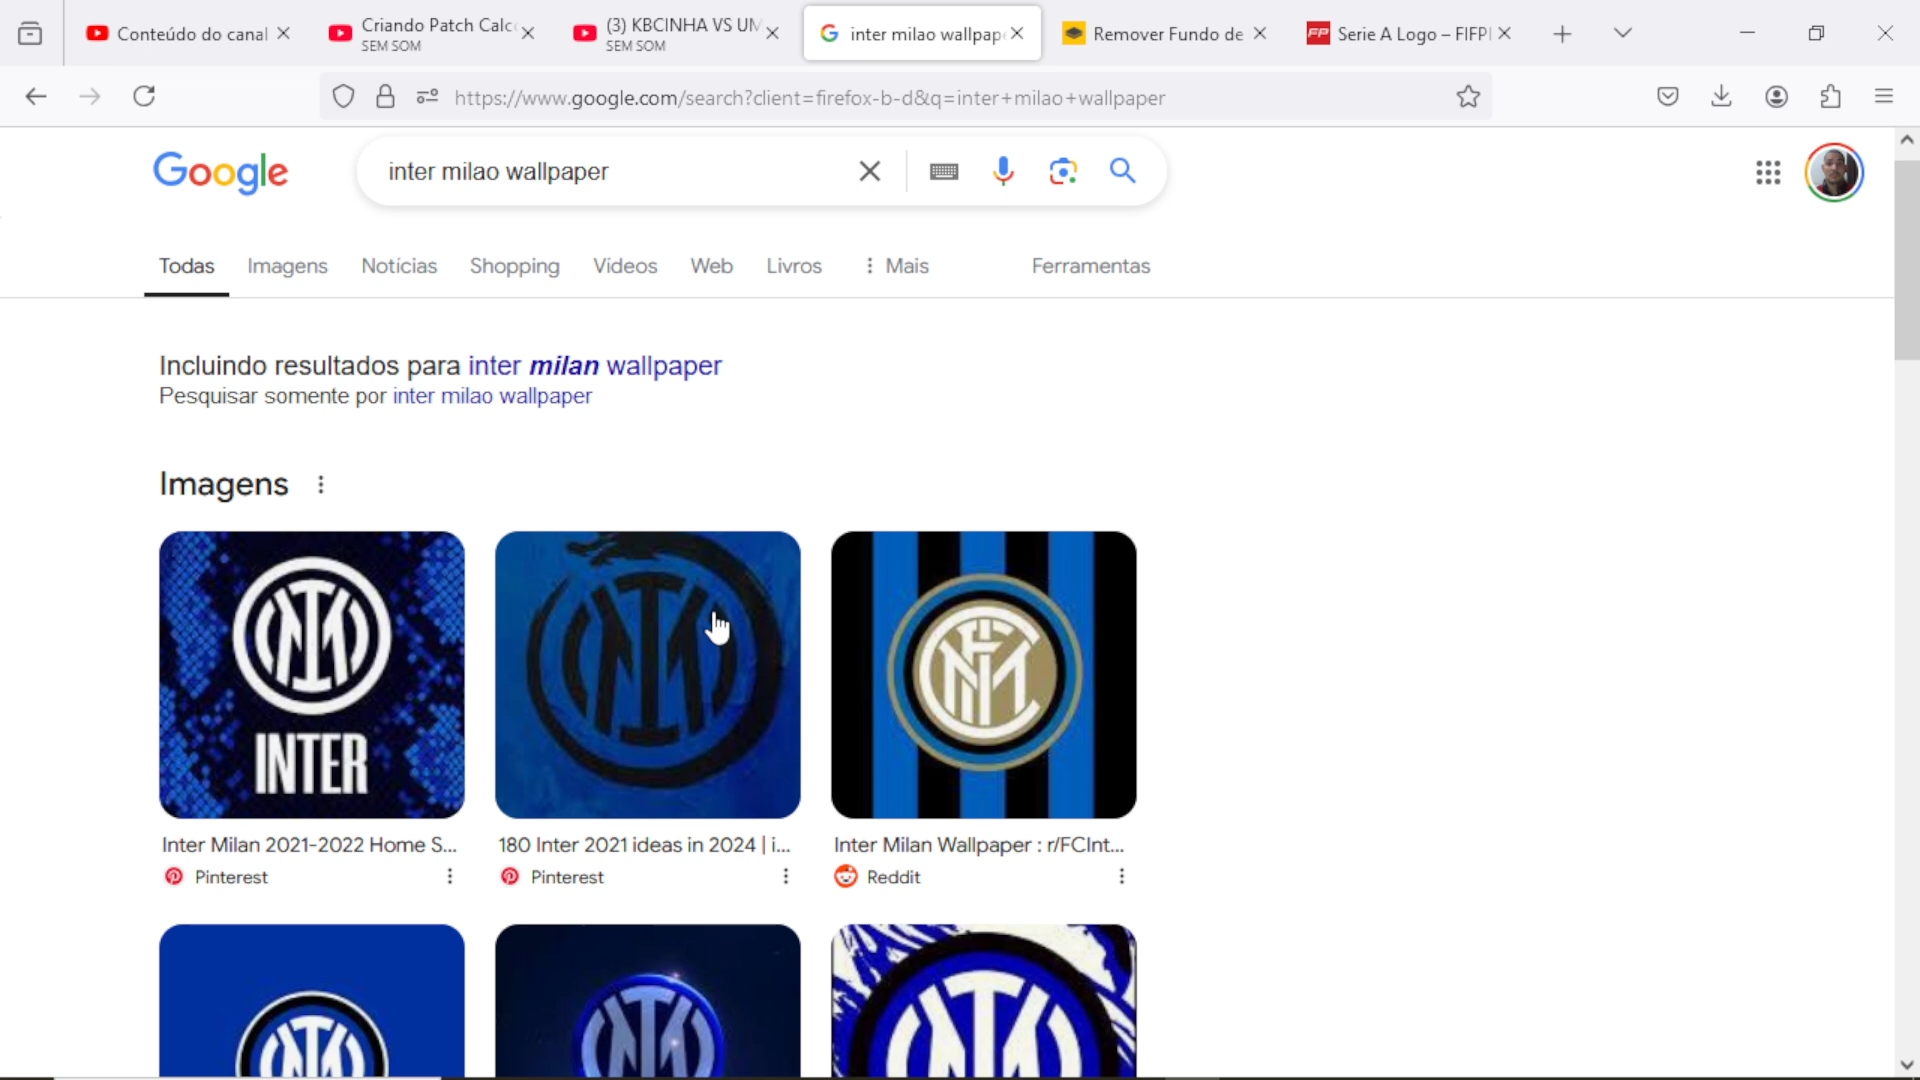 Conteúdo do canal
Criando Patch Calc
SEM SOM
(3) KBCINHA VS UM
SEM SOM
inter milao wallpap
Remover Fundo de
FP
Serie A Logo – FIFPl
https://www.google.com/search?client=firefox-b-d&q=inter+milao+wallpaper
Google
inter milao wallpaper
Todas
Imagens
Notícias
Shopping
Vídeos
Web
Livros
Mais
Ferramentas
Incluindo resultados para inter milan wallpaper
Pesquisar somente por inter milao wallpaper
Imagens
INTER
Inter Milan 2021-2022 Home S...
180 Inter 2021 ideas in 2024 | i...
Inter Milan Wallpaper : r/FCInt...
Pinterest
Pinterest
Reddit